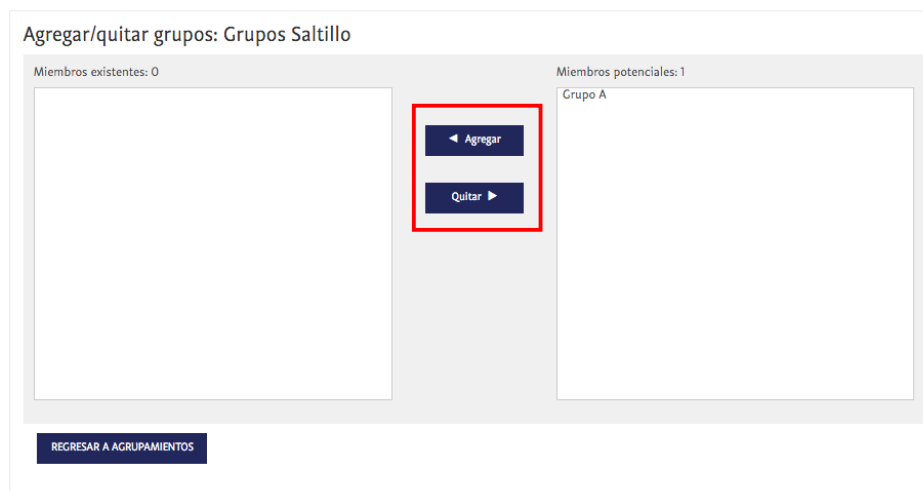 Agregar/quitar grupos: Grupos Saltillo
Miembros existentes: 0
Miembros potenciales: 1
Grupo A
◄ Agregar
Quitar ►
REGRESAR A AGRUPAMIENTOS